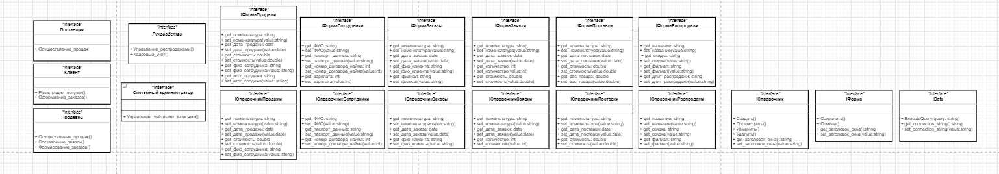 "Interface"
Поставщик
+ Осуществление_продаж
"Interface"
Клиент
+ Регистрация_покупки()
+ Оформление_заказов()
"Interface"
Продавец
+ Осуществление_продаж()
+ Составление_заявок()
+ Формирование_заказов()
"Interface"
Руководство
+ Управление_распродажами()
+ Кадровый_учёт()
"Interface"
Системный администратор
+ Управление_учётными_записями()
"Interface"
IФормаПродажи
+ get_номенклатура: string
+ set_номенклатура(value:string)
+ get_дата_продажи: date
+ set_дата_продажи(value:date)
+ get_стоимость: double
+ set_стоимость(value:double)
+ get_фио_сотрудника: string
+ set_фио_сотрудника(value: string)
+ get_итог_продажи: string
+ set_итог_продажи(value: string)
"Interface"
IФормаСотрудники
+ get_ФИО: string
+ set_ФИО(value:string)
+ get_паспорт_данные: string
+ set_паспорт_данные(value:string)
+ get_номер_договора_найма: int
+ set_номер_договора_найма(value:int)
+ get_зарплата: int
+ set_зарплата(value:int)
"Interface"
IФормаЗаказы
+ get_номенклатура: string
+ set_номенклатура(value:string)
+ get_дата_заказа: date
+ set_дата_заказа(value:date)
+ get_фио_клиента: string
+ set_фио_клиента(value:string)
+ get_филиал: string
+ set_филиал(value:string)
"Interface"
IФормаЗаявки
+ get_номенклатура: string
+ set_номенклатура(value:string)
+ get_дата_заявки: date
+ set_дата_заявки(value:date)
+ get_количество: int
+ set_количество(value:int)
+ get_стоимость: double
+ set_стоимость(value:double)
"Interface"
IФормаПоставки
+ get_номенклатура: string
+ set_номенклатура(value:string)
+ get_дата_поставки: date
+ set_дата_поставки(value:date)
+ get_стоимость: double
+ set_стоимость(value:double)
+ get_вес_товара: double
+ set_вес_товара(value:double)
"Interface"
IФормаРаспродажи
+ get_название: string
+ set_название(value:string)
+ get_скидка: string
+ set_скидка(value:string)
+ get_филиал: string
+ set_филиал(value:string)
+ get_длит_распродажи: string
+ set_длит_распродажи(value:string)
"Interface"
IСправочникПродажи
+ get_номенклатура: string
+ set_номенклатура(value:string)
+ get_дата_продажи: date
+ set_дата_продажи(value:date)
+ get_стоимость: double
+ set_стоимость(value:double)
+ get_фио_сотрудника: string
+ set_фио_сотрудника(value: string)
"Interface"
IСправочникСотрудники
+ get_ФИО: string
+ set_ФИО(value:string)
+ get_паспорт_данные: string
+ set_паспорт_данные(value:string)
+ get_номер_договора_найма: int
+ set_номер_договора_найма(value:int)
"Interface"
IСправочникЗаказы
+ get_номенклатура: string
+ set_номенклатура(value:string)
+ get_дата_заказа: date
+ set_дата_заказа(value:date)
+ get_фио_клиента: string
+ set_фио_клиента(value:string)
"Interface"
IСправочникЗаявки
+ get_номенклатура: string
+ set_номенклатура(value:string)
+ get_дата_заявки: date
+ set_дата_заявки(value:date)
+ get_количество: int
+ set_количество(value:int)
"Interface"
IСправочникПоставки
+ get_номенклатура: string
+ set_номенклатура(value:string)
+ get_дата_поставки: date
+ set_дата_поставки(value:date)
+ get_стоимость: double
+ set_стоимость(value:double)
"Interface"
IСправочникРаспродажи
+ get_название: string
+ set_название(value:string)
+ get_скидка: string
+ set_скидка(value:string)
+ get_филиал: string
+ set_филиал(value:string)
"Interface"
IСправочник
+ Создать()
+ Просмотреть()
+ Изменить()
+ Удалить()
+ get_заголовок_окна():string
+ set_заголовок_окна(value:string)
"Interface"
IФорма
+ Сохранить()
+ Отмена()
+ get_заголовок_окна():string
+ set_заголовок_окна(value:string)
"Interface"
IData
+ ExecuteQuery(query: string)
+ get_connection_string():string
+ set_connection_string(value:string)